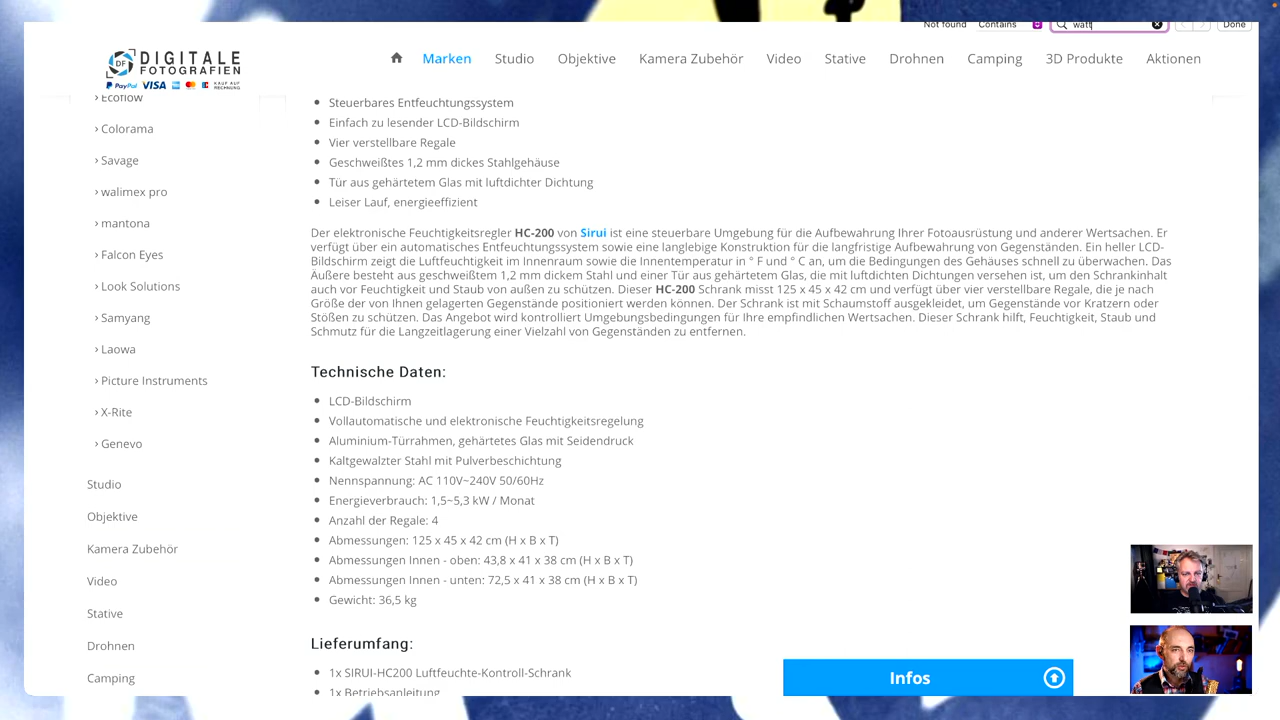 Not found Contains watt Done
DIGITALE
FOTOGRAFIEN
DF
PayPal VISA KAUF AUF RECHNUNG
Marken Studio Objektive Kamera Zubehör Video Stative Drohnen Camping 3D Produkte Aktionen
› Ecoflow
› Colorama
› Savage
› walimex pro
› mantona
› Falcon Eyes
› Look Solutions
› Samyang
› Laowa
› Picture Instruments
› X-Rite
› Genevo
Studio
Objektive
Kamera Zubehör
Video
Stative
Drohnen
Camping
• Steuerbares Entfeuchtungssystem
• Einfach zu lesender LCD-Bildschirm
• Vier verstellbare Regale
• Geschweißtes 1,2 mm dickes Stahlgehäuse
• Tür aus gehärtetem Glas mit luftdichter Dichtung
• Leiser Lauf, energieeffizient
Der elektronische Feuchtigkeitsregler HC-200 von Sirui ist eine steuerbare Umgebung für die Aufbewahrung Ihrer Fotoausrüstung und anderer Wertsachen. Er
verfügt über ein automatisches Entfeuchtungssystem sowie eine langlebige Konstruktion für die langfristige Aufbewahrung von Gegenständen. Ein heller LCD-
Bildschirm zeigt die Luftfeuchtigkeit im Innenraum sowie die Innentemperatur in ° F und ° C an, um die Bedingungen des Gehäuses schnell zu überwachen. Das
Äußere besteht aus geschweißtem 1,2 mm dickem Stahl und einer Tür aus gehärtetem Glas, die mit luftdichten Dichtungen versehen ist, um den Schrankinhalt
auch vor Feuchtigkeit und Staub von außen zu schützen. Dieser HC-200 Schrank misst 125 x 45 x 42 cm und verfügt über vier verstellbare Regale, die je nach
Größe der von Ihnen gelagerten Gegenstände positioniert werden können. Der Schrank ist mit Schaumstoff ausgekleidet, um Gegenstände vor Kratzern oder
Stößen zu schützen. Das Angebot wird kontrolliert Umgebungsbedingungen für Ihre empfindlichen Wertsachen. Dieser Schrank hilft, Feuchtigkeit, Staub und
Schmutz für die Langzeitlagerung einer Vielzahl von Gegenständen zu entfernen.
Technische Daten:
• LCD-Bildschirm
• Vollautomatische und elektronische Feuchtigkeitsregelung
• Aluminium-Türrahmen, gehärtetes Glas mit Seidendruck
• Kaltgewalzter Stahl mit Pulverbeschichtung
• Nennspannung: AC 110V~240V 50/60Hz
• Energieverbrauch: 1,5~5,3 kW / Monat
• Anzahl der Regale: 4
• Abmessungen: 125 x 45 x 42 cm (H x B x T)
• Abmessungen Innen - oben: 43,8 x 41 x 38 cm (H x B x T)
• Abmessungen Innen - unten: 72,5 x 41 x 38 cm (H x B x T)
• Gewicht: 36,5 kg
Lieferumfang:
• 1x SIRUI-HC200 Luftfeuchte-Kontroll-Schrank
• 1x Betriebsanleitung
Infos